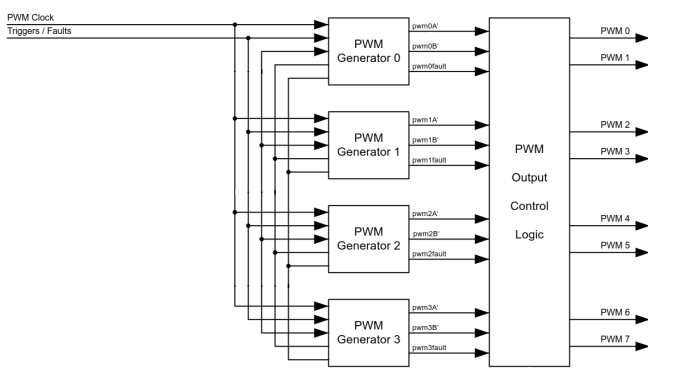 PWM Clock
Triggers / Faults
PWM
Generator 0
pwm0A'
pwm0B'
pwm0fault
PWM
Generator 1
pwm1A'
pwm1B'
pwm1fault
PWM
Generator 2
pwm2A'
pwm2B'
pwm2fault
PWM
Generator 3
pwm3A'
pwm3B'
pwm3fault
PWM
Output
Control
Logic
PWM 0
PWM 1
PWM 2
PWM 3
PWM 4
PWM 5
PWM 6
PWM 7